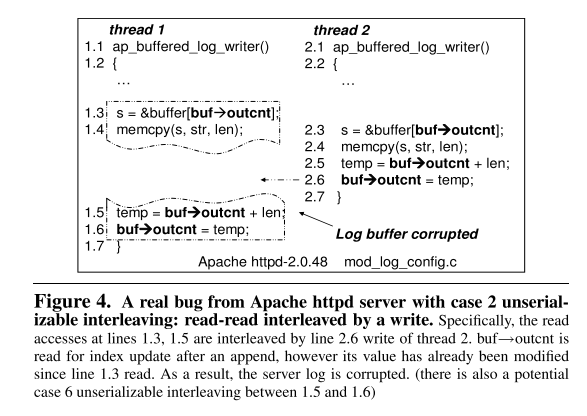 thread 1 thread 2
1.1 ap_buffered_log_writer() 2.1 ap_buffered_log_writer()
1.2 { 2.2 {
... ...
1.3 s = &buffer[buf→outcnt];
1.4 memcpy(s, str, len); 2.3 s = &buffer[buf→outcnt];
2.4 memcpy(s, str, len);
2.5 temp = buf→outcnt + len;
2.6 buf→outcnt = temp;
2.7 }
1.5 temp = buf→outcnt + len;
1.6 buf→outcnt = temp; Log buffer corrupted
1.7 }
Apache httpd-2.0.48 mod_log_config.c
Figure 4. A real bug from Apache httpd server with case 2 unserial-
izable interleaving: read-read interleaved by a write. Specifically, the read
accesses at lines 1.3, 1.5 are interleaved by line 2.6 write of thread 2. buf→outcnt is
read for index update after an append, however its value has already been modified
since line 1.3 read. As a result, the server log is corrupted. (there is also a potential
case 6 unserializable interleaving between 1.5 and 1.6)